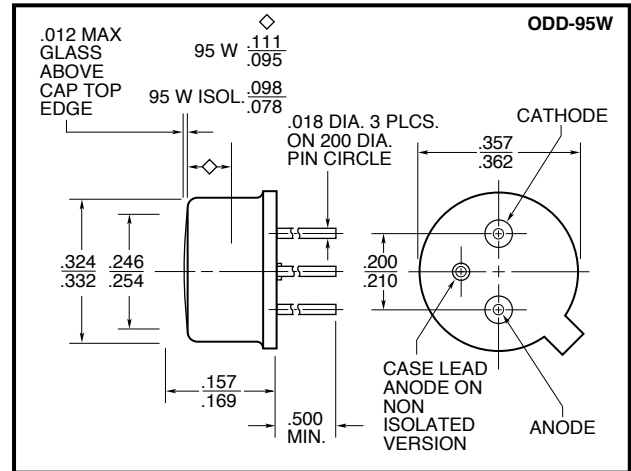 ODD-95W
.012 MAX
GLASS
ABOVE
CAP TOP
EDGE
95 W .111
.095
95 W ISOL. .098
.078
.018 DIA. 3 PLCS.
ON 200 DIA.
PIN CIRCLE
CATHODE
.357
.362
.324
.332
.246
.254
.200
.210
.157
.169
.500
MIN.
CASE LEAD
ANODE ON
NON
ISOLATED
VERSION
ANODE